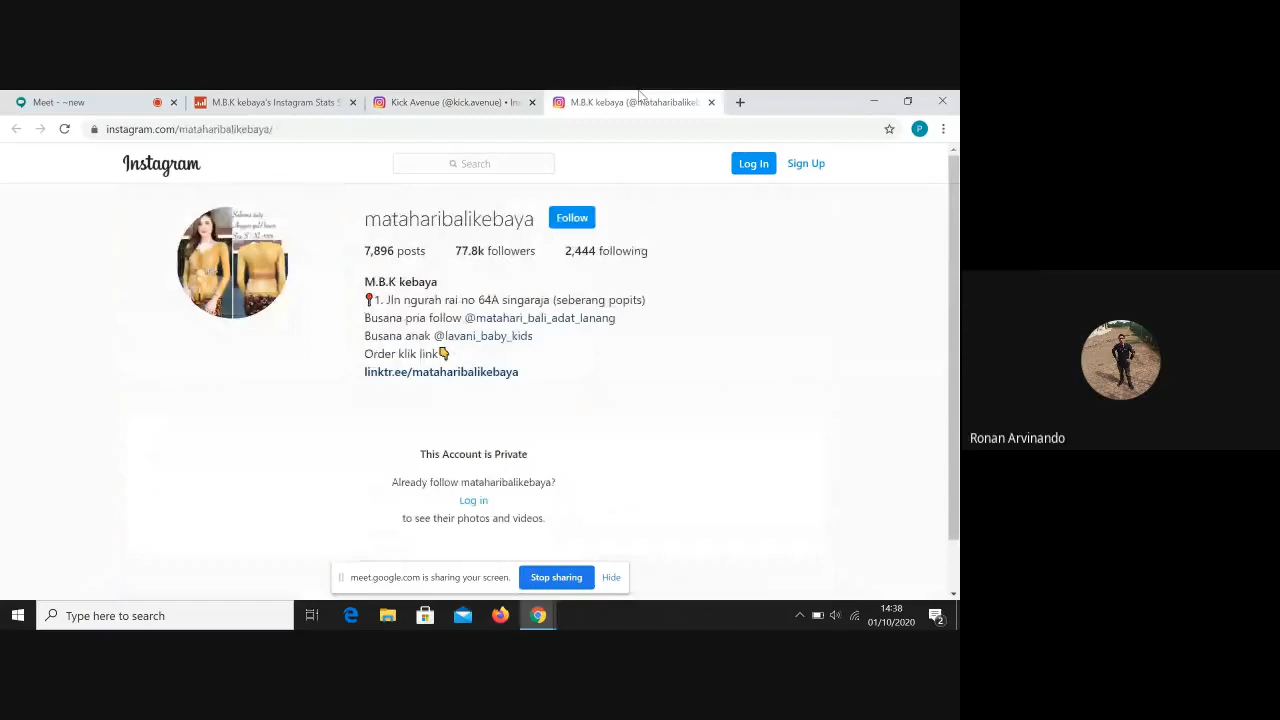 Meet - ~new
M.B.K kebaya's Instagram Stats S
Kick Avenue (@kick.avenue) • In
M.B.K kebaya (@mataharibalikeb
instagram.com/mataharibalikebaya/
P
Instagram
Search
Log In
Sign Up
mataharibalikebaya
Follow
7,896 posts
77.8k followers
2,444 following
M.B.K kebaya
1. Jln ngurah rai no 64A singaraja (seberang popits)
Busana pria follow @matahari_bali_adat_lanang
Busana anak @lavani_baby_kids
Order klik link
linktr.ee/mataharibalikebaya
This Account is Private
Already follow mataharibalikebaya?
Log in
to see their photos and videos.
meet.google.com is sharing your screen.
Stop sharing
Hide
Ronan Arvinando
Type here to search
14:38
01/10/2020
2